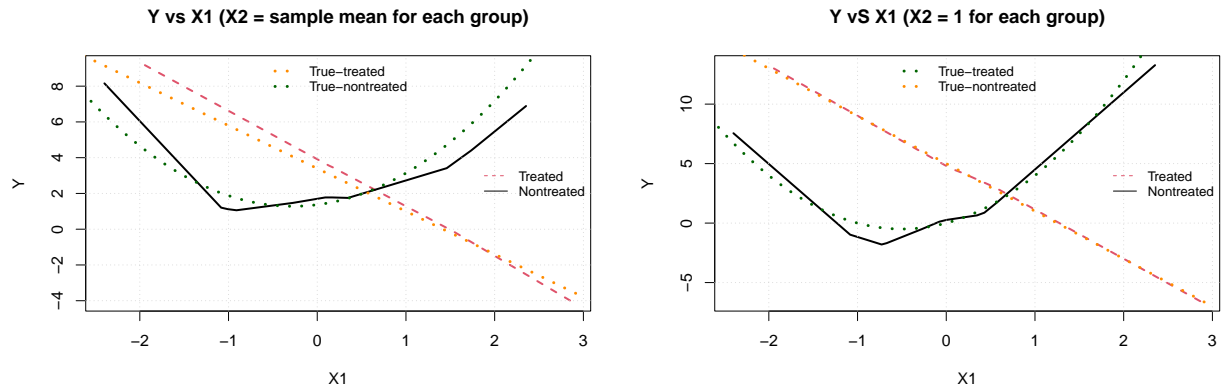 Y vs X1 (X2 = sample mean for each group)
True−treated
True−nontreated
Treated
Nontreated
8
6
4
2
0
−2
−4
Y
−2 −1 0 1 2 3
X1
Y vS X1 (X2 = 1 for each group)
True−treated
True−nontreated
Treated
Nontreated
10
5
0
−5
Y
−2 −1 0 1 2 3
X1